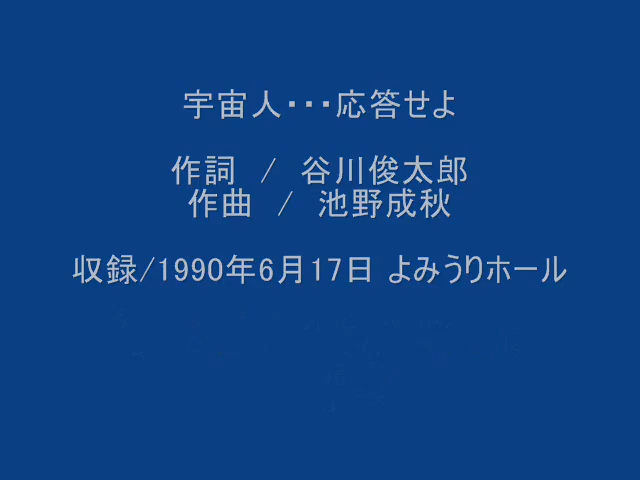 宇宙人・・・応答せよ
作詞 / 谷川俊太郎
作曲 / 池野成秋
収録/1990年6月17日 よみうりホール